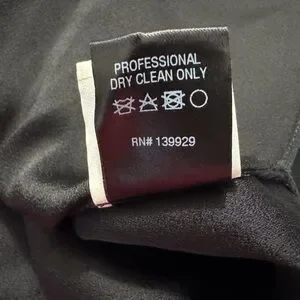 PROFESSIONAL
DRY CLEAN ONLY
RN# 139929